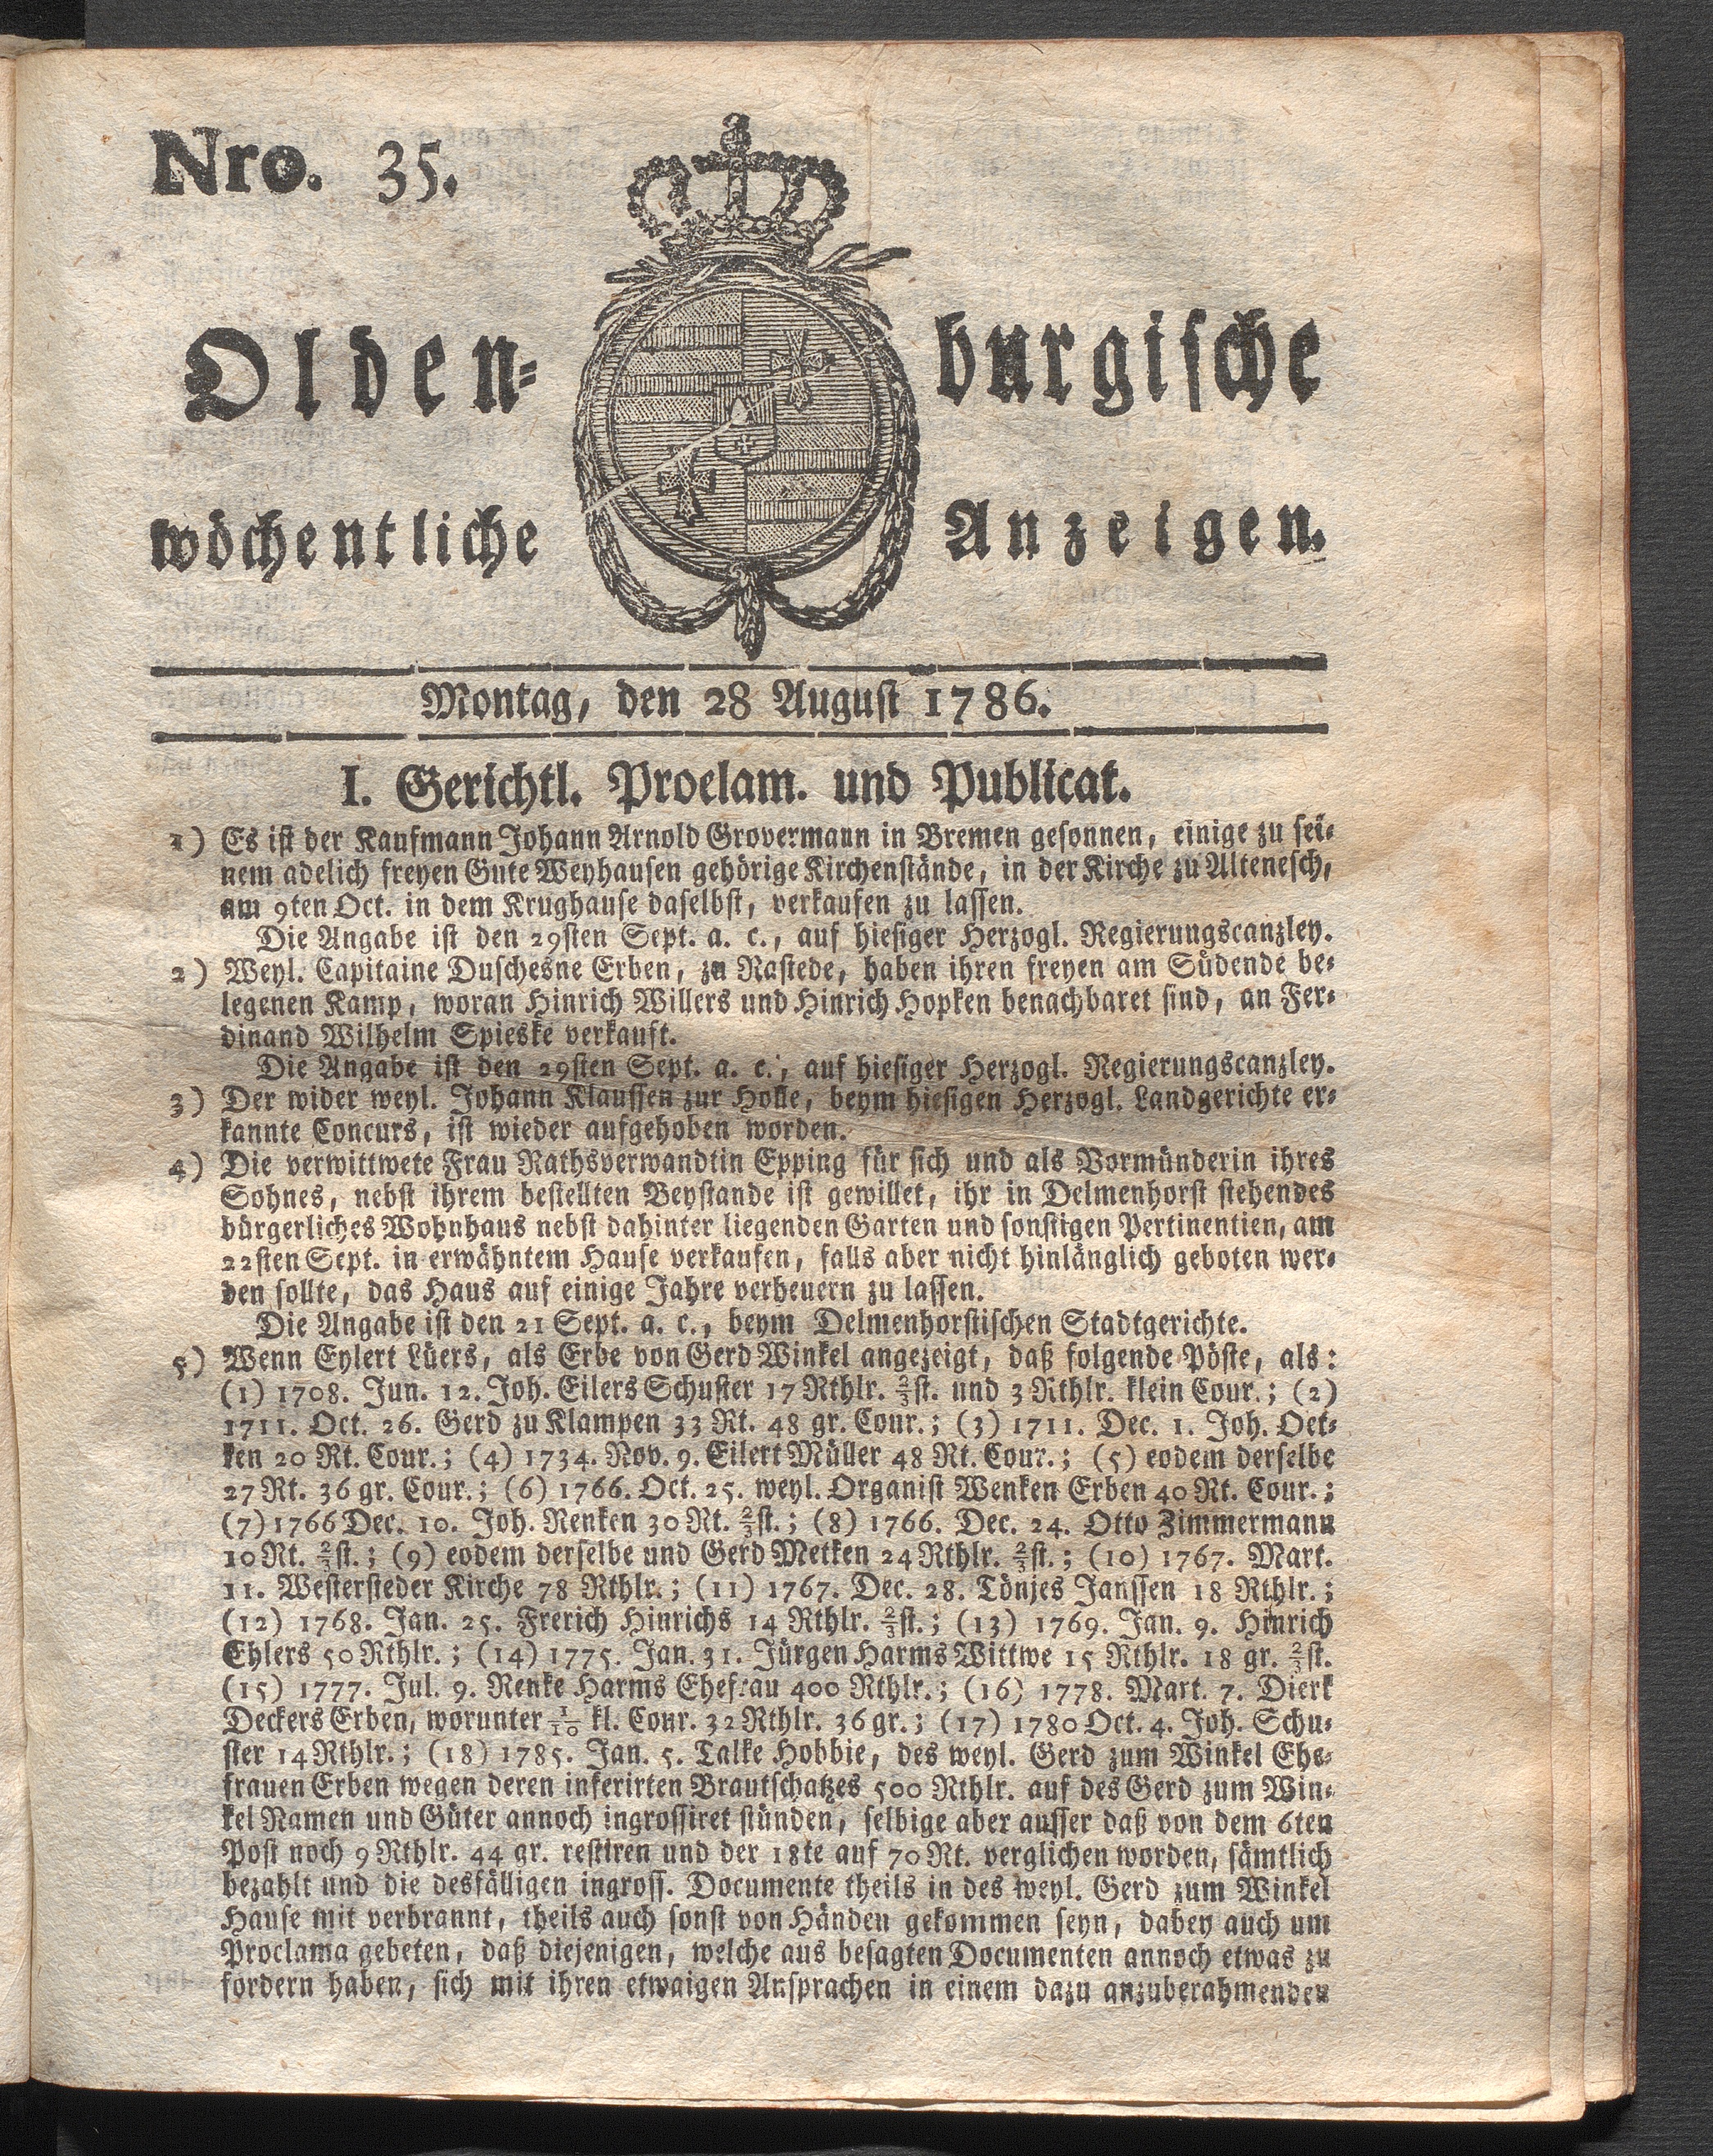 Nro. 35.
Olden=burgische
wöchentliche Anzeigen.
Montag, den 28 August 1786.
I. Gerichtl. Proelam. und Publicat.
1) Es ist der Kaufmann Johann Arnold Grovermann in Bremen gesonnen, einige zu sei=
nem adelich freyen Gute Weyhausen gehörige Kirchenstände, in der Kirche zu Altenesch,
am 9ten Oct. in dem Krughause daselbst, verkaufen zu lassen.
Die Angabe ist den 29sten Sept. a. c., auf hiesiger Herzogl. Regierungscanzley.
2) Weyl. Capitaine Duschesne Erben, zu Rastede, haben ihren freyen am Südende be=
legenen Kamp, woran Hinrich Willers und Hinrich Hopken benachbaret sind, an Fer=
dinand Wilhelm Spieske verkauft.
Die Angabe ist den 29sten Sept. a. c., auf hiesiger Herzogl. Regierungscanzley.
3) Der wider weyl. Johann Klaussen zur Holle, beym hiesigen Herzogl. Landgerichte er=
kannte Concurs, ist wieder aufgehoben worden.
4) Die verwittwete Frau Rathsverwandtin Epping für sich und als Vormünderin ihres
Sohnes, nebst ihrem bestellten Beystande ist gewillet, ihr in Delmenhorst stehendes
bürgerliches Wohnhaus nebst dahinter liegenden Garten und sonstigen Pertinentien, am
22sten Sept. in erwähntem Hause verkaufen, falls aber nicht hinlänglich geboten wer=
den sollte, das Haus auf einige Jahre verheuern zu lassen.
Die Angabe ist den 21 Sept. a. c., beym Delmenhorstischen Stadtgerichte.
5) Wenn Eylert Lüers, als Erbe von Gerd Winkel angezeigt, daß folgende Pöste, als:
(1) 1708. Jun. 12. Joh. Eilers Schuster 17 Rthlr. 2/3 st. und 3 Rthlr. klein Cour.; (2)
1711. Oct. 26. Gerd zu Klampen 33 Rt. 48 gr. Cour.; (3) 1711. Dec. 1. Joh. Oet=
ken 20 Rt. Cour.; (4) 1734. Nov. 9. Eilert Müller 48 Rt. Cour.; (5) eodem derselbe
27 Rt. 36 gr. Cour.; (6) 1766. Oct. 25. weyl. Organist Wenken Erben 40 Rt. Cour.;
(7) 1766 Dec. 10. Joh. Renken 30 Rt. 2/3 st.; (8) 1766. Dec. 24. Otto Zimmermann
10 Rt. 2/3 st.; (9) eodem derselbe und Gerd Metken 24 Rthlr. 2/3 st.; (10) 1767. Mart.
11. Westersteder Kirche 78 Rthlr.; (11) 1767. Dec. 28. Tönjes Janssen 18 Rthlr.;
(12) 1768. Jan. 25. Frerich Hinrichs 14 Rthlr. 2/3 st.; (13) 1769. Jan. 9. Hinrich
Ehlers 50 Rthlr.; (14) 1775. Jan. 31. Jürgen Harms Wittwe 15 Rthlr. 18 gr. 2/3 st.
(15) 1777. Jul. 9. Renke Harms Ehefrau 400 Rthlr.; (16) 1778. Mart. 7. Dierk
Deckers Erben, worunter 1/10 kl. Cour. 32 Rthlr. 36 gr.; (17) 1780 Oct. 4. Joh. Schu=
ster 14 Rthlr.; (18) 1785. Jan. 5. Talke Hobbie, des weyl. Gerd zum Winkel Ehe=
frauen Erben wegen deren inferirten Brautschatzes 500 Rthlr. auf des Gerd zum Win=
kel Namen und Güter annoch ingrossiret stünden, selbige aber ausser daß von dem 6ten
Post noch 9 Rthlr. 44 gr. restiren und der 18te auf 70 Rt. verglichen worden, sämtlich
bezahlt und die desfälligen ingross. Documente theils in des weyl. Gerd zum Winkel
Hause mit verbrannt, theils auch sonst von Händen gekommen seyn, dabey auch um
Proclama gebeten, daß diejenigen, welche aus besagten Documenten annoch etwas zu
fordern haben, sich mit ihren etwaigen Ansprachen in einem dazu anzuberahmenden